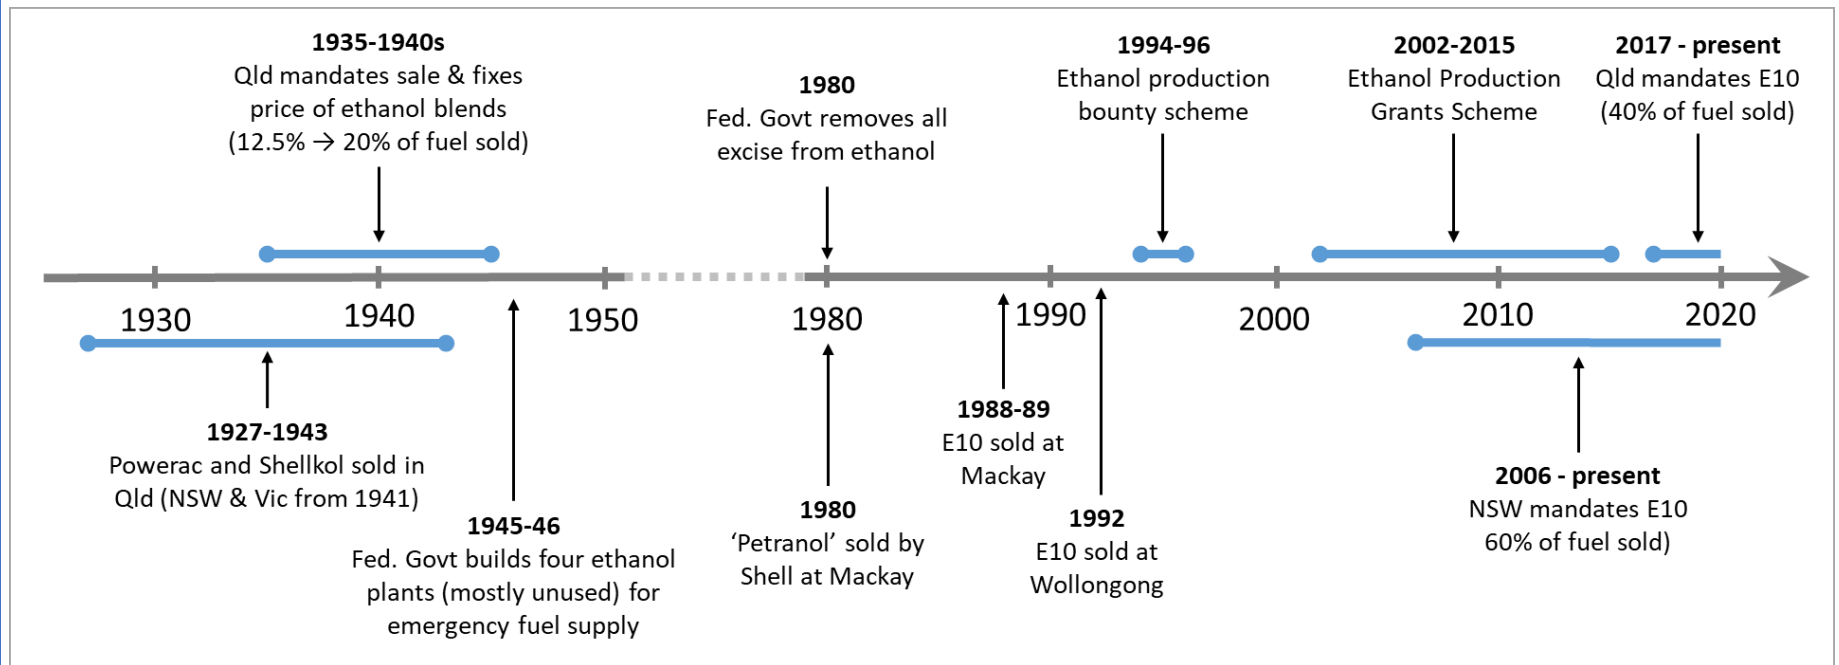 1935-1940s
Qld mandates sale & fixes
price of ethanol blends
(12.5% → 20% of fuel sold)
1980
Fed. Govt removes all
excise from ethanol
1994-96
Ethanol production
bounty scheme
2002-2015
Ethanol Production
Grants Scheme
2017 - present
Qld mandates E10
(40% of fuel sold)
1930
1940
1950
1980
1990
2000
2010
2020
1927-1943
Powerac and Shellkol sold in
Qld (NSW & Vic from 1941)
1945-46
Fed. Govt builds four ethanol
plants (mostly unused) for
emergency fuel supply
1980
‘Petranol’ sold by
Shell at Mackay
1988-89
E10 sold at
Mackay
1992
E10 sold at
Wollongong
2006 - present
NSW mandates E10
60% of fuel sold)